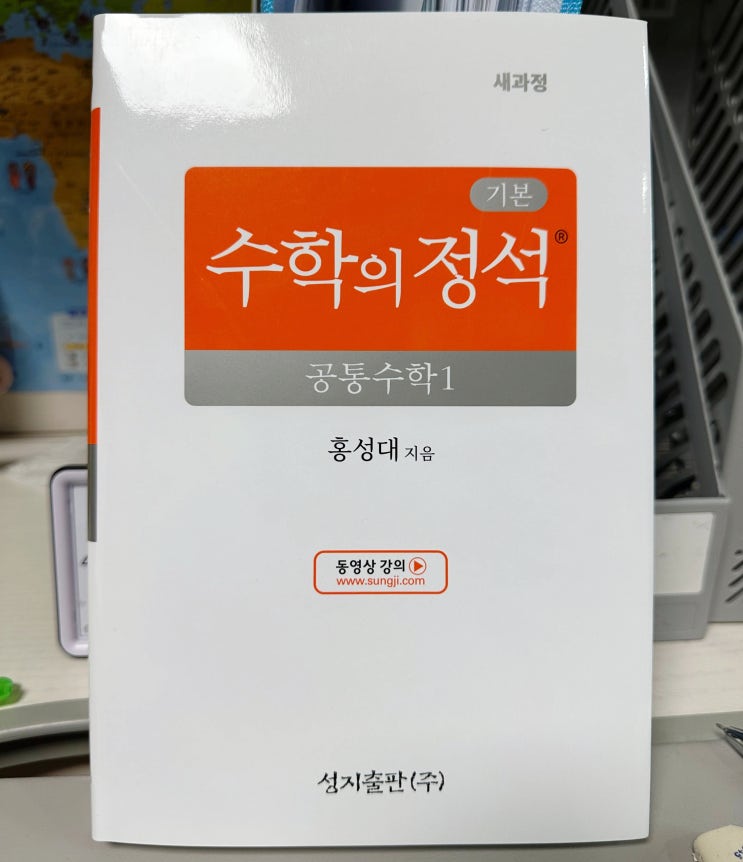 새과정
기본
수학의 정석®
공통수학1
홍성대 지음
동영상 강의
www.sungji.com
성지출판(주)